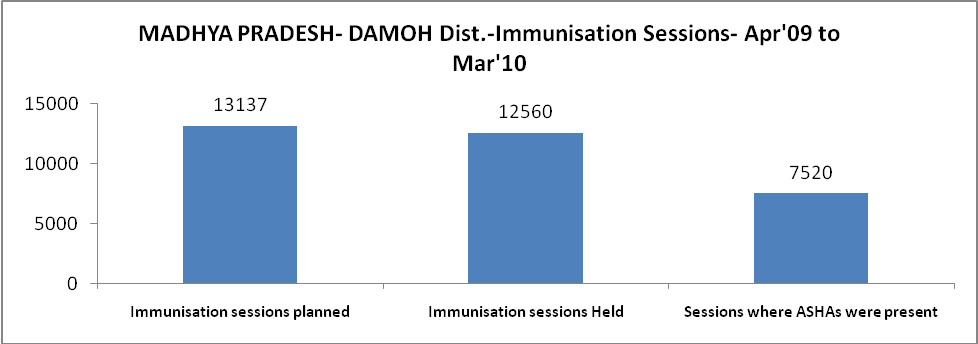 MADHYA PRADESH- DAMOH Dist.-Immunisation Sessions- Apr'09 to
Mar'10
13137
12560
7520
15000
10000
5000
0
Immunisation sessions planned
Immunisation sessions Held
Sessions where ASHAs were present